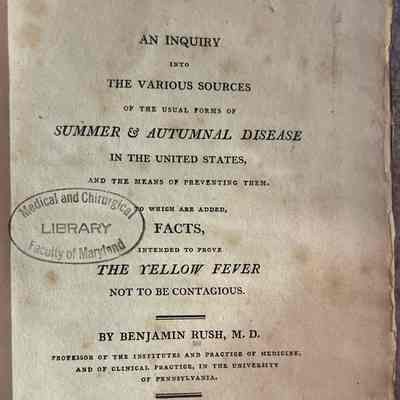 AN INQUIRY
INTO
THE VARIOUS SOURCES
OF THE USUAL FORMS OF
SUMMER & AUTUMNAL DISEASE
IN THE UNITED STATES,
AND THE MEANS OF PREVENTING THEM.
TO WHICH ARE ADDED,
FACTS,
INTENDED TO PROVE
THE YELLOW FEVER
NOT TO BE CONTAGIOUS.
Medical and Chirurgical
LIBRARY
Faculty of Maryland
BY BENJAMIN RUSH, M. D.
PROFESSOR OF THE INSTITUTES AND PRACTICE OF MEDICINE,
AND OF CLINICAL PRACTICE, IN THE UNIVERSITY
OF PENNSYLVANIA.